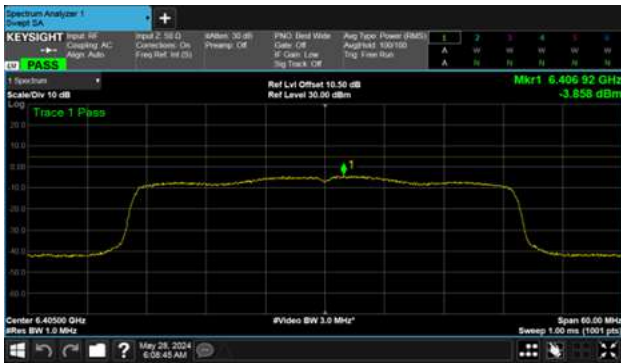 Spectrum Analyzer 1
Swept SA
+
KEYSIGHT Input: RF Input Z: 50 Ω #Atten: 30 dB PNO: Best Wide Avg Type: Power (RMS) 1 2 3 4 5 6
Coupling: AC Corrections: On Preamp: Off Gate: Off Avg|Hold: 100/100 A W W W W W
Align: Auto Freq Ref: Int (S) IF Gain: Low Trig: Free Run
PASS Sig Track: Off A N N N N N
1 Spectrum Ref Lvl Offset 10.50 dB Mkr1 6.406 92 GHz
Scale/Div 10 dB Ref Level 30.00 dBm -3.858 dBm
Log
Trace 1 Pass
20.0
10.0
0.00
1
-10.0
-20.0
-30.0
-40.0
-50.0
-60.0
Center 6.40500 GHz #Video BW 3.0 MHz* Span 60.00 MHz
#Res BW 1.0 MHz Sweep 1.00 ms (1001 pts)
? May 28, 2024
6:08:45 AM